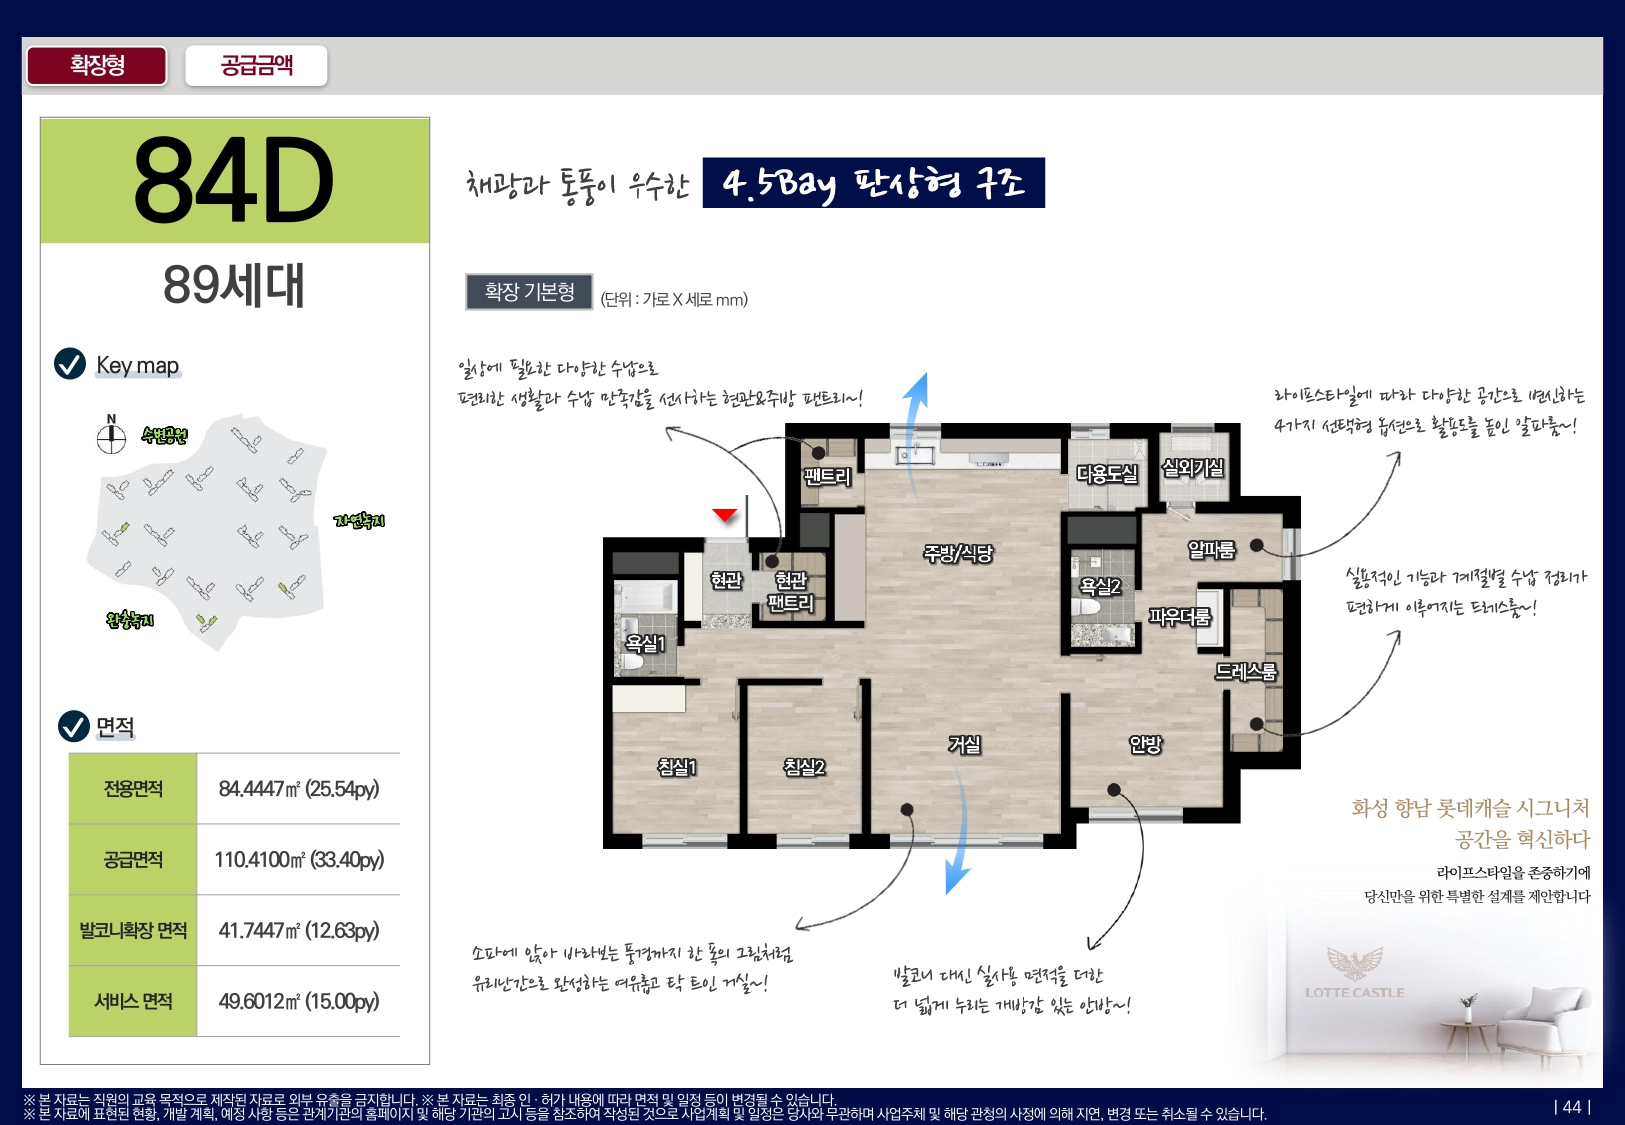 확장형
공급금액
84D
89세대
Key map
N
수변공원
자연녹지
완충녹지
면적
전용면적 84.4447㎡ (25.54py)
공급면적 110.4100㎡ (33.40py)
발코니확장 면적 41.7447㎡ (12.63py)
서비스 면적 49.6012㎡ (15.00py)
채광과 통풍이 우수한 4.5Bay 판상형 구조
확장 기본형 (단위 : 가로 X 세로 mm)
일상에 필요한 다양한 수납으로
편리한 생활과 수납 만족감을 선사하는 현관&주방 팬트리~!
라이프스타일에 따라 다양한 공간으로 변신하는
4가지 선택형 옵션으로 활용도를 높인 알파룸~!
팬트리
다용도실
실외기실
주방/식당
알파룸
현관
현관
팬트리
욕실2
파우더룸
욕실1
드레스룸
침실1
침실2
거실
안방
실용적인 기능과 계절별 수납 정리가
편하게 이루어지는 드레스룸~!
화성 향남 롯데캐슬 시그니처
공간을 혁신하다
라이프스타일을 존중하기에
당신만을 위한 특별한 설계를 제안합니다
LOTTE CASTLE
소파에 앉아 바라보는 풍경까지 한 폭의 그림처럼
유리난간으로 완성하는 여유롭고 탁 트인 거실~!
발코니 대신 실사용 면적을 더한
더 넓게 누리는 개방감 있는 안방~!
※ 본 자료는 직원의 교육 목적으로 제작된 자료로 외부 유출을 금지합니다. ※ 본 자료는 최종 인 · 허가 내용에 따라 면적 및 일정 등이 변경될 수 있습니다.
※ 본 자료에 표현된 현황, 개발 계획, 예정 사항 등은 관계기관의 홈페이지 및 해당 기관의 고시 등을 참조하여 작성된 것으로 사업계획 및 일정은 당사와 무관하며 사업주체 및 해당 관청의 사정에 의해 지연, 변경 또는 취소될 수 있습니다.
| 44 |